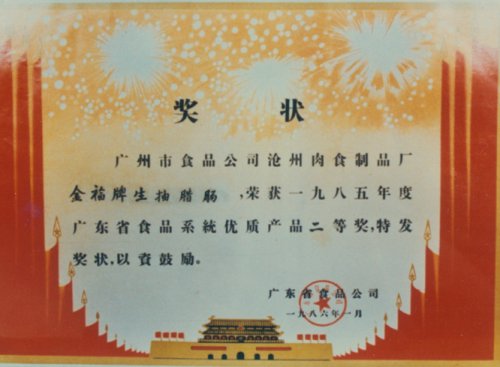 奖状
广州市食品公司沧州肉食制品厂
金福牌生抽腊肠,荣获一九八五年度
广东省食品系統优质产品二等奖,特发
奖状,以資鼓励。
广东省食品公司
一九八六年一月